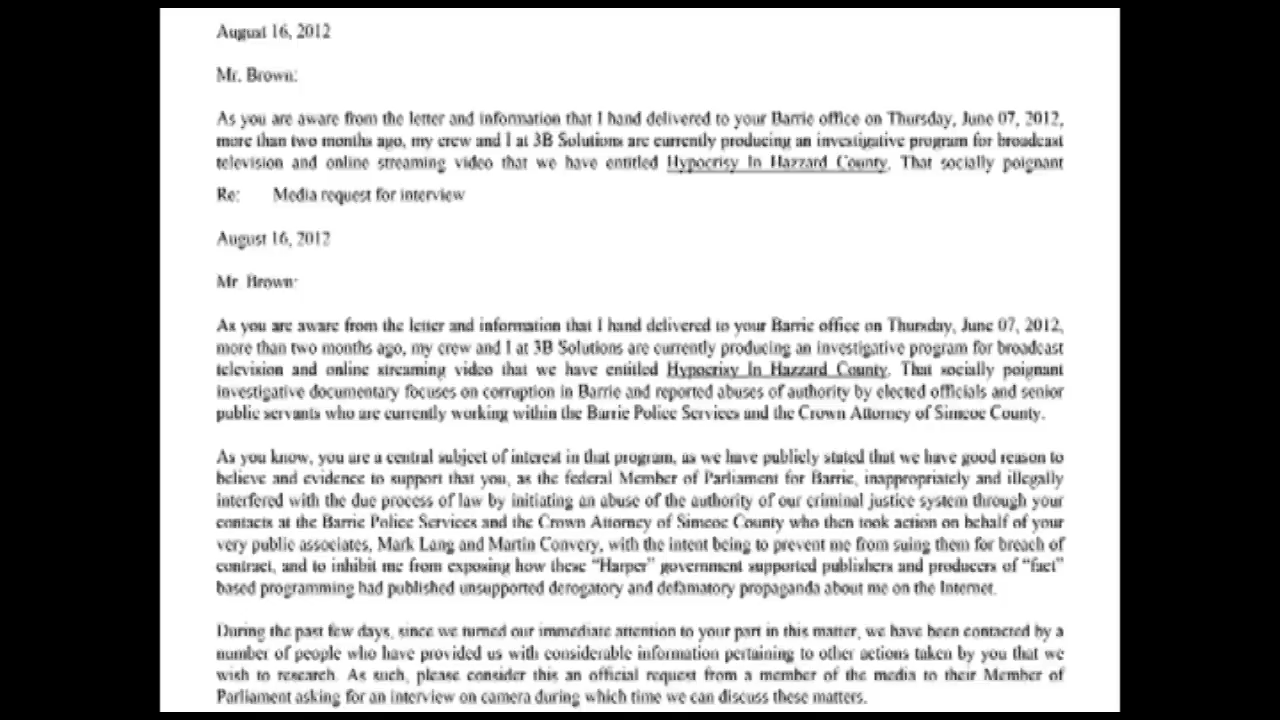 August 16, 2012
Mr. Brown:
As you are aware from the letter and information that I hand delivered to your Barrie office on Thursday, June 07, 2012,
more than two months ago, my crew and I at 3B Solutions are currently producing an investigative program for broadcast
television and online streaming video that we have entitled Hypocrisy In Hazzard County. That socially poignant
Re: Media request for interview
August 16, 2012
Mr Brown:
As you are aware from the letter and information that I hand delivered to your Barrie office on Thursday, June 07, 2012,
more than two months ago, my crew and I at 3B Solutions are currently producing an investigative program for broadcast
television and online streaming video that we have entitled Hypocrisy In Hazzard County. That socially poignant
investigative documentary focuses on corruption in Barrie and reported abuses of authority by elected officials and senior
public servants who are currently working within the Barrie Police Services and the Crown Attorney of Simcoe County.
As you know, you are a central subject of interest in that program, as we have publicly stated that we have good reason to
believe and evidence to support that you, as the federal Member of Parliament for Barrie, inappropriately and illegally
interfered with the due process of law by initiating an abuse of the authority of our criminal justice system through your
contacts at the Barrie Police Services and the Crown Attorney of Simcoe County who then took action on behalf of your
very public associates, Mark Lang and Martin Convery, with the intent being to prevent me from suing them for breach of
contract, and to inhibit me from exposing how these “Harper” government supported publishers and producers of “fact”
based programming had published unsupported derogatory and defamatory propaganda about me on the Internet.
During the past few days, since we turned our immediate attention to your part in this matter, we have been contacted by a
number of people who have provided us with considerable information pertaining to other actions taken by you that we
wish to research. As such, please consider this an official request from a member of the media to their Member of
Parliament asking for an interview on camera during which time we can discuss these matters.